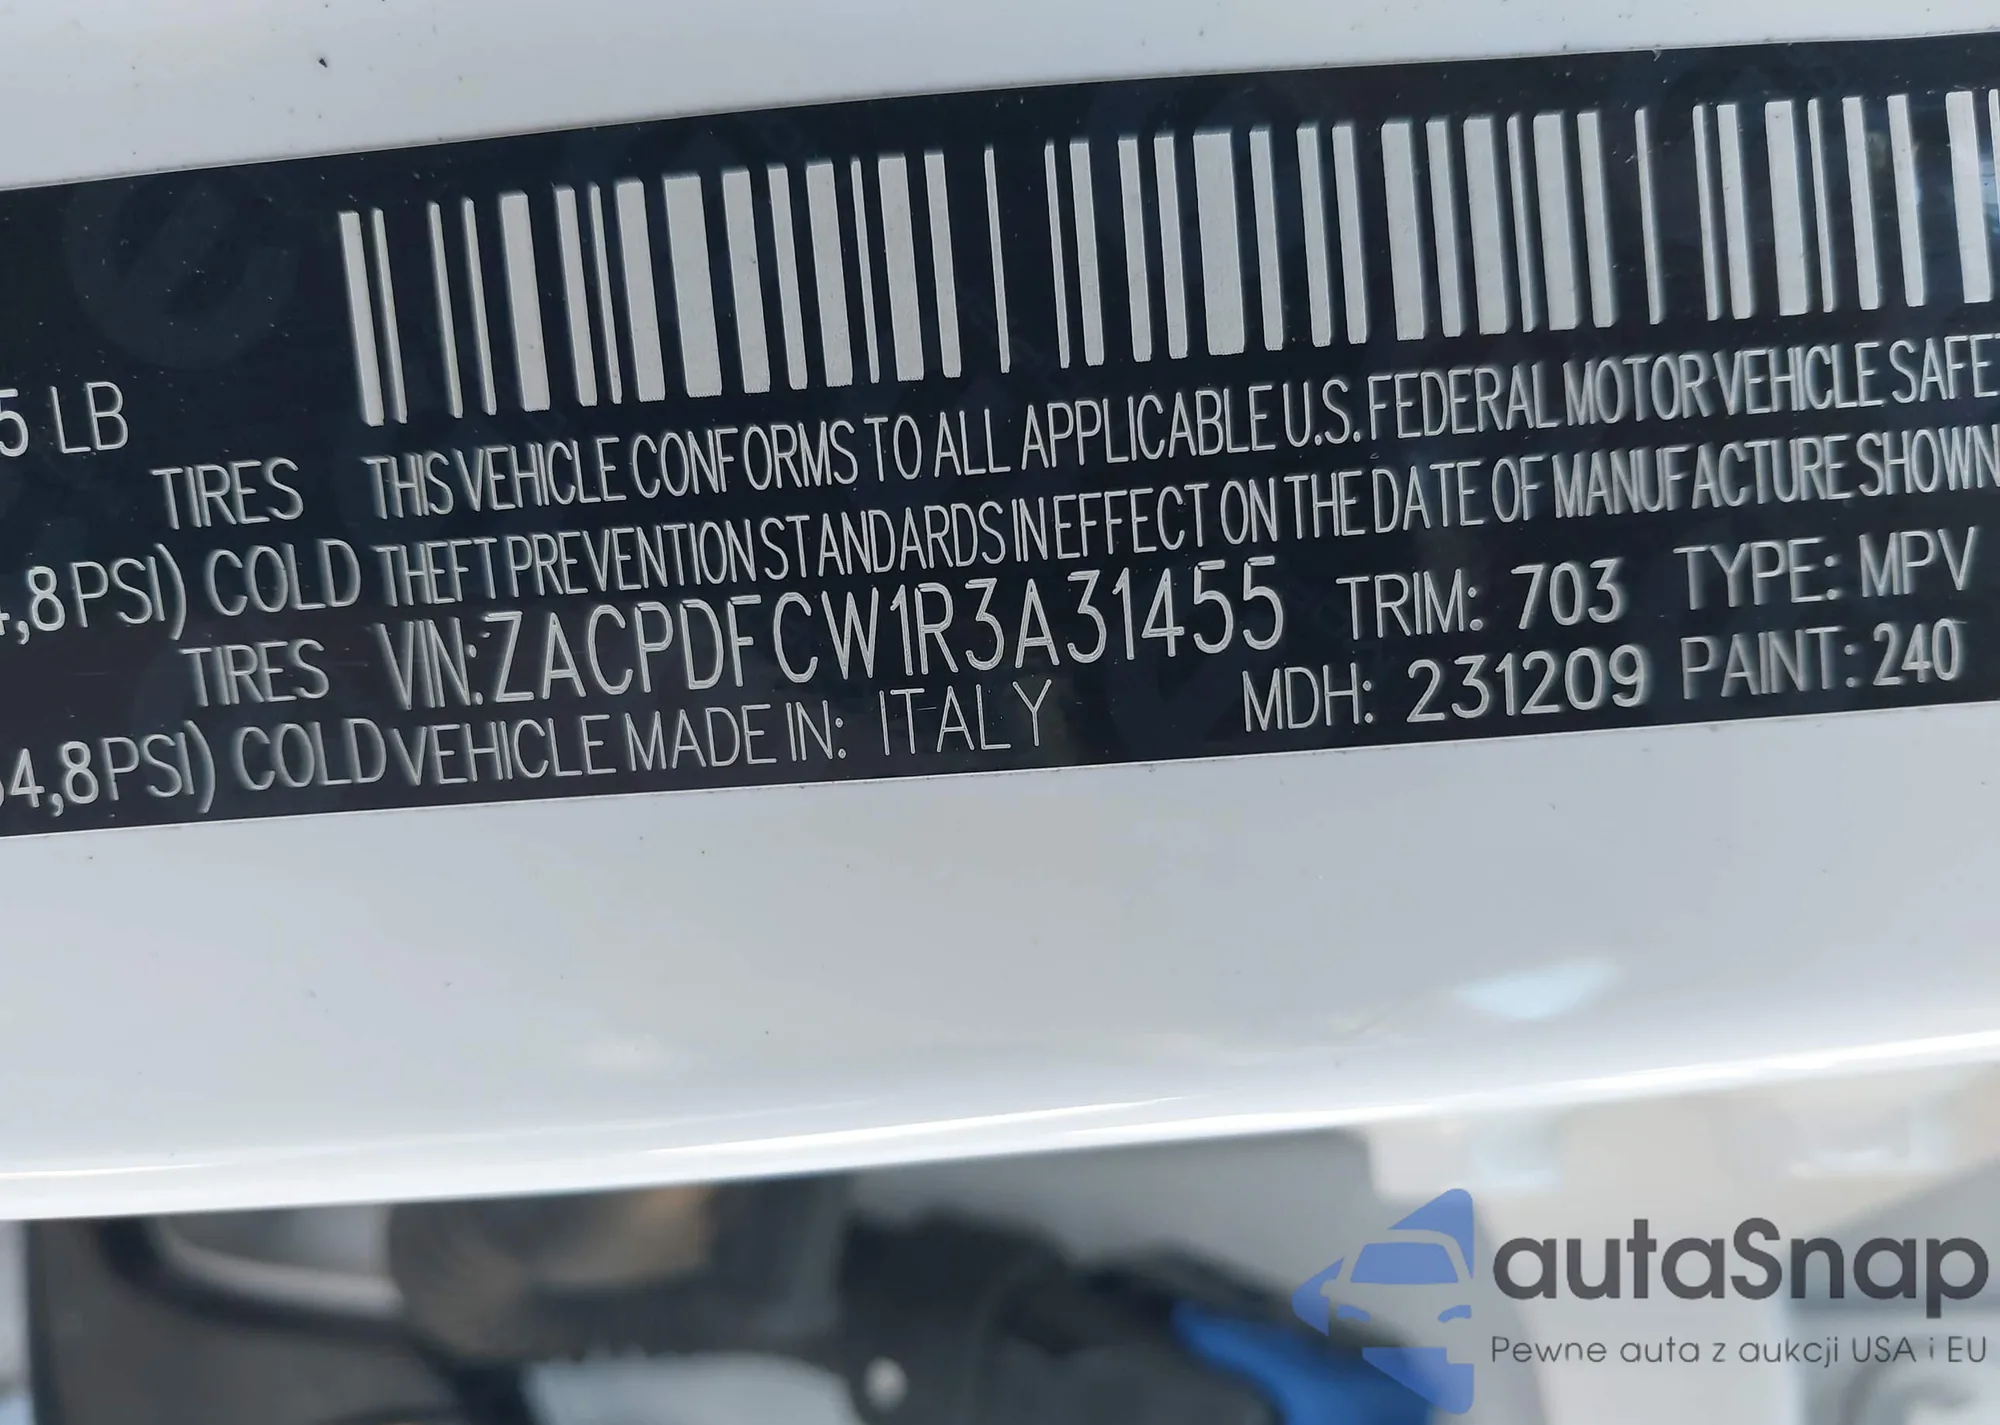 5 LB
TIRES THIS VEHICLE CONFORMS TO ALL APPLICABLE U.S. FEDERAL MOTOR VEHICLE SAFET
4,8PSI) COLD THEFT PREVENTION STANDARDS IN EFFECT ON THE DATE OF MANUFACTURE SHOWN
TIRES VIN: ZACPDFCW1R3A31455 TRIM: 703 TYPE: MPV
4,8PSI) COLD VEHICLE MADE IN: ITALY MDH: 231209 PAINT: 240
autaSnap
Pewne auta z aukcji USA i EU